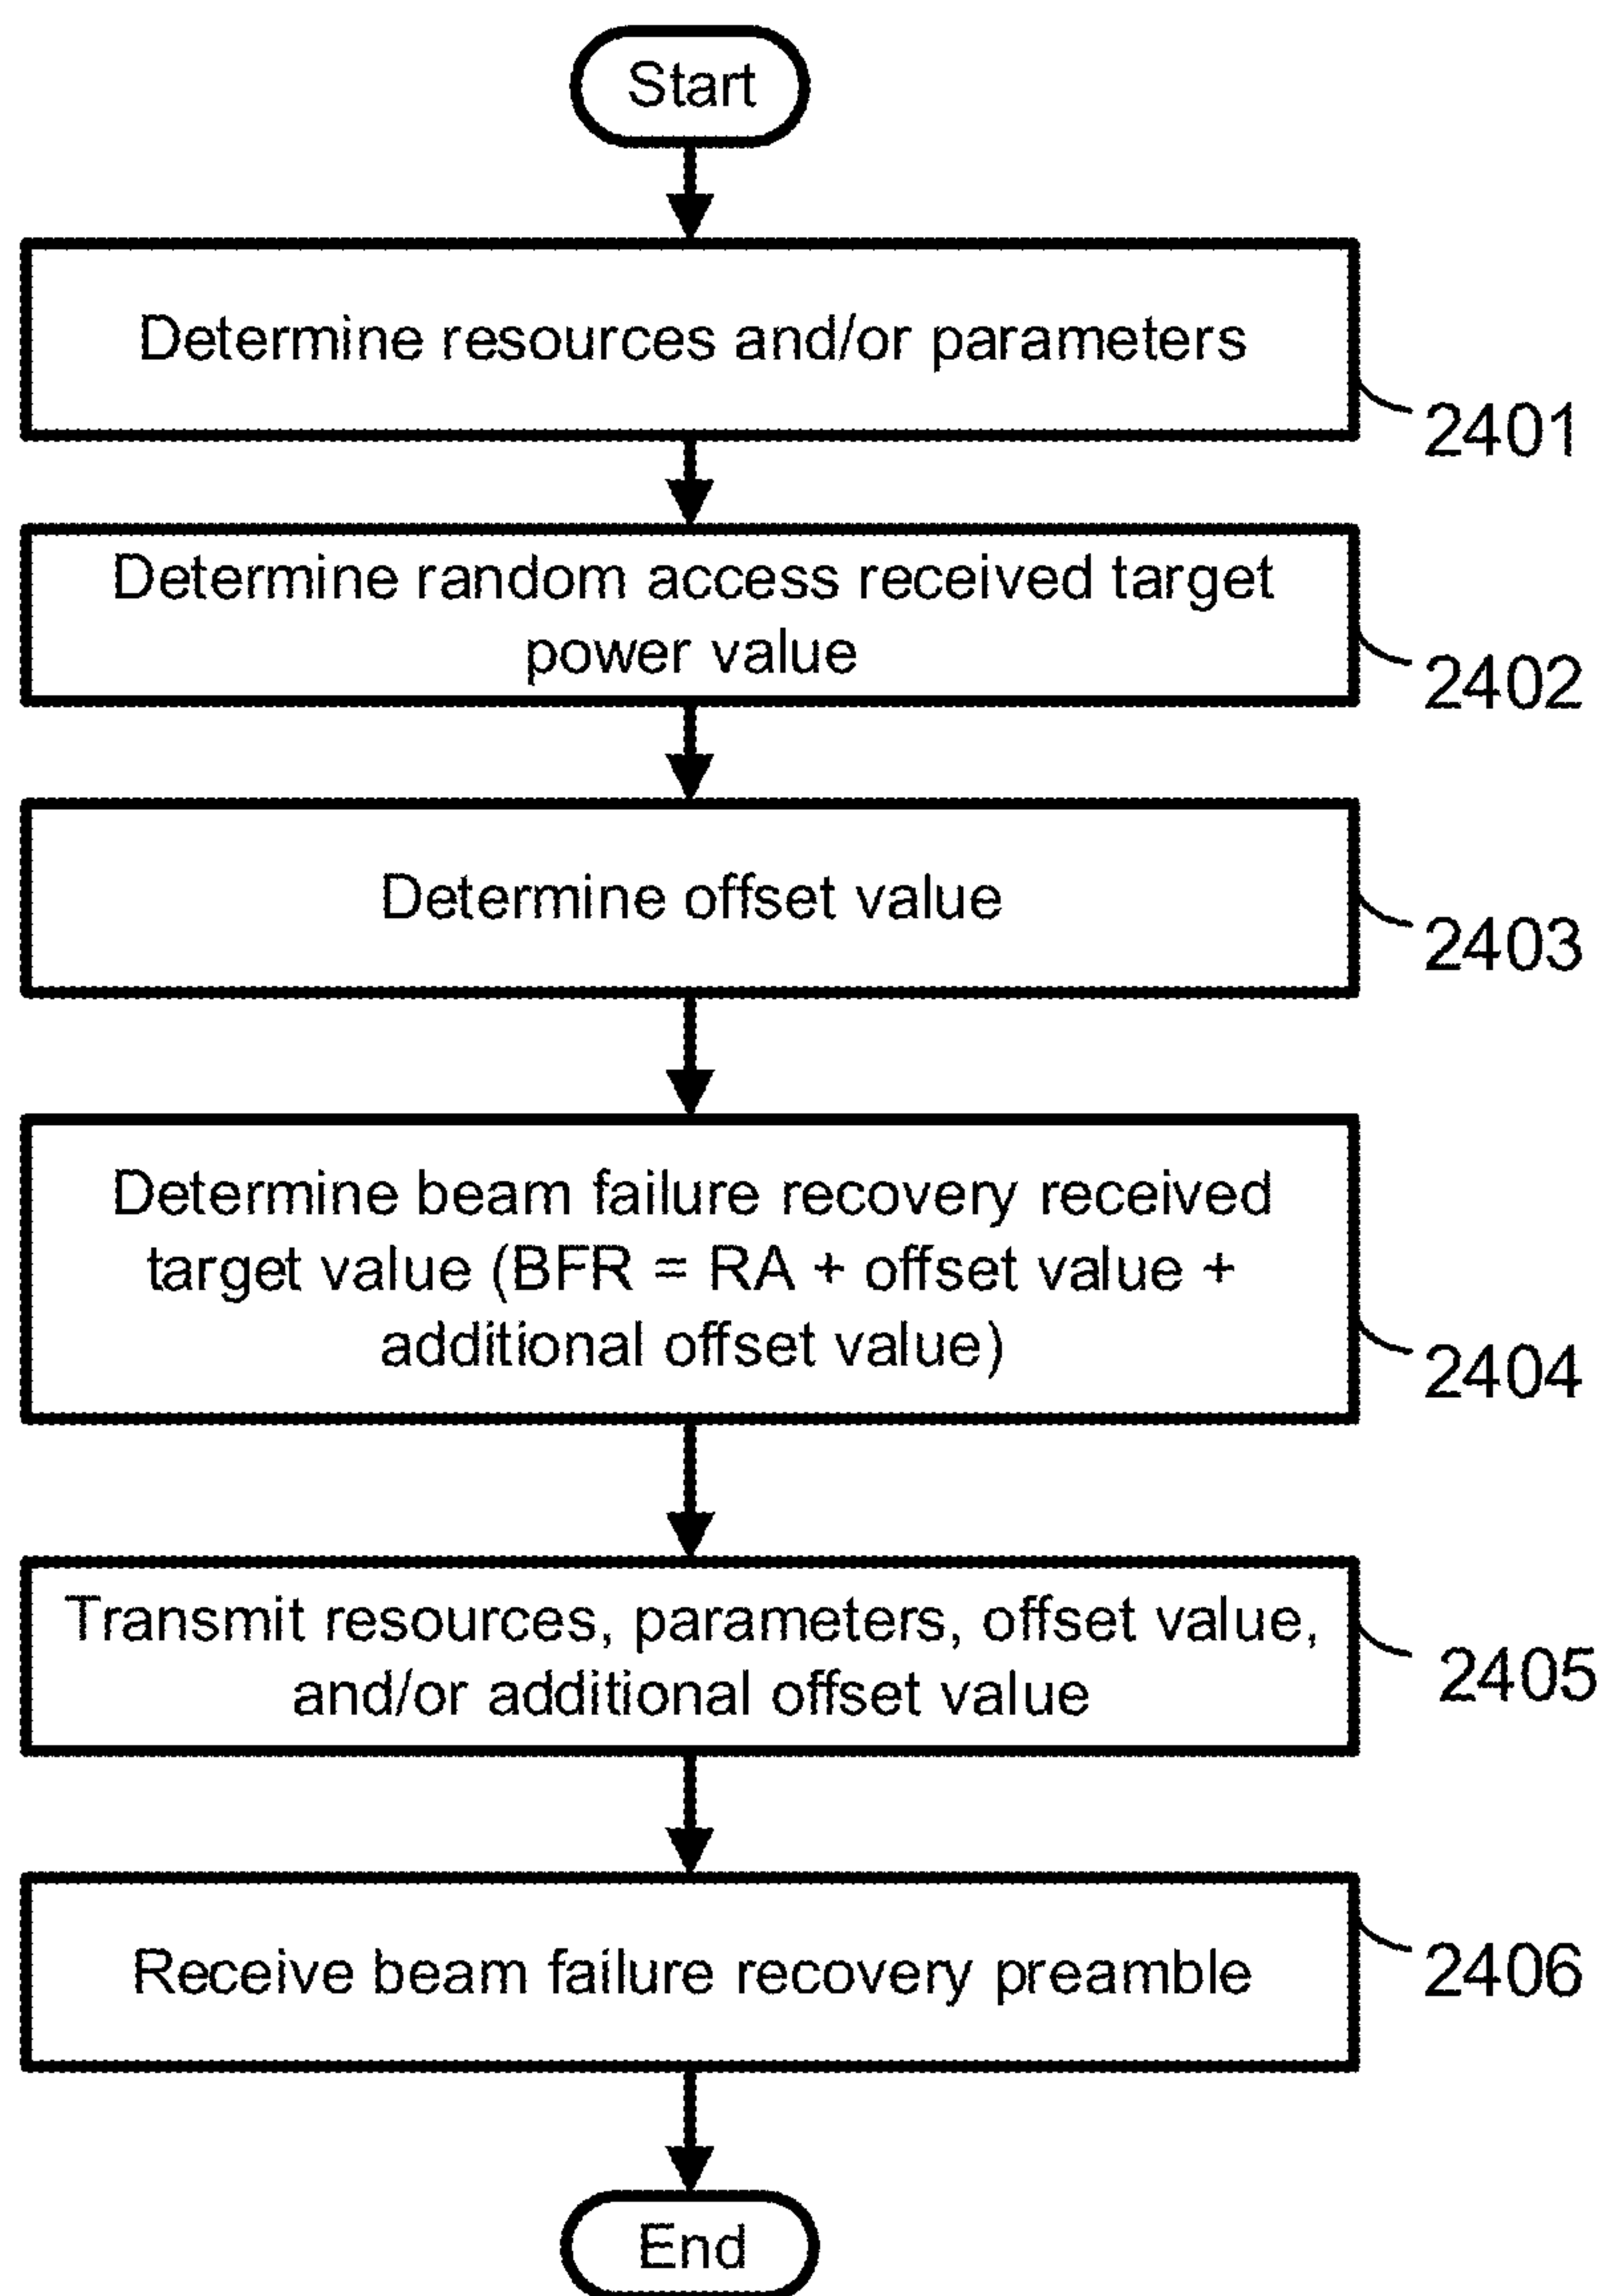 Start
Determine resources and/or parameters
2401
Determine random access received target
power value
2402
Determine offset value
2403
Determine beam failure recovery received
target value (BFR = RA + offset value +
additional offset value)
2404
Transmit resources, parameters, offset value,
and/or additional offset value
2405
Receive beam failure recovery preamble
2406
End